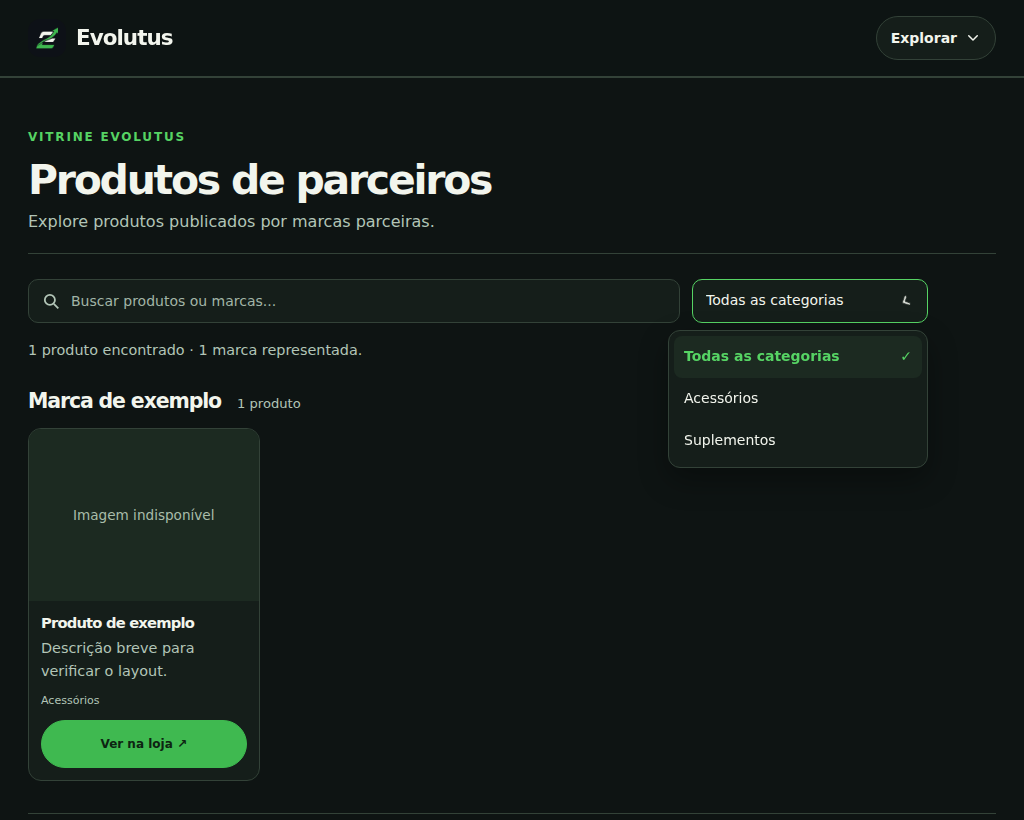 Evolutus
Explorar
VITRINE EVOLUTUS
Produtos de parceiros
Explore produtos publicados por marcas parceiras.
Buscar produtos ou marcas...
Todas as categorias
1 produto encontrado · 1 marca representada.
Todas as categorias ✓
Acessórios
Suplementos
Marca de exemplo 1 produto
Imagem indisponível
Produto de exemplo
Descrição breve para
verificar o layout.
Acessórios
Ver na loja ↗